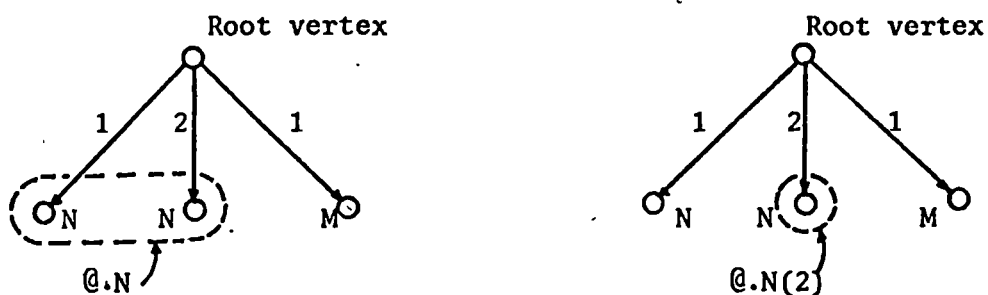 Root vertex Root vertex
1 2 1 1 2 1
N N M N N M
@.N @.N(2)